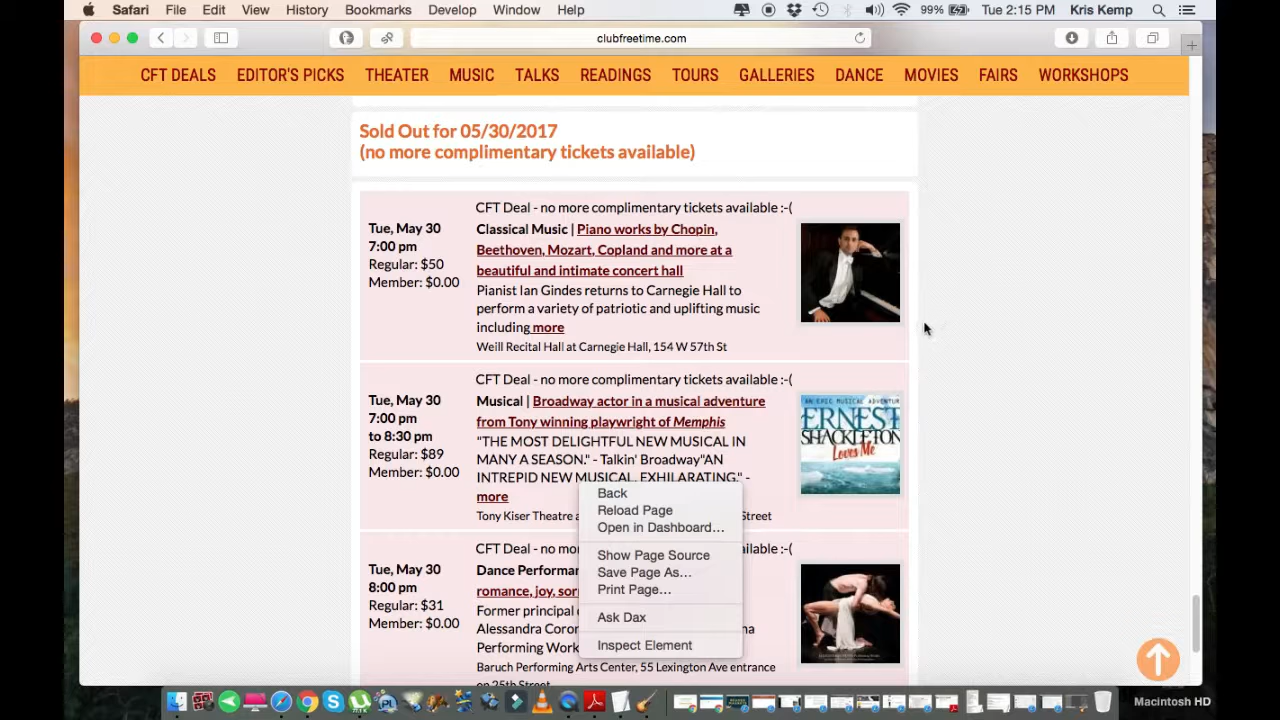 Safari File Edit View History Bookmarks Develop Window Help 99% Tue 2:15 PM Kris Kemp
clubfreetime.com
CFT DEALS EDITOR'S PICKS THEATER MUSIC TALKS READINGS TOURS GALLERIES DANCE MOVIES FAIRS WORKSHOPS
Sold Out for 05/30/2017
(no more complimentary tickets available)
CFT Deal - no more complimentary tickets available :-(
Tue, May 30
7:00 pm
Regular: $50
Member: $0.00
Classical Music | Piano works by Chopin,
Beethoven, Mozart, Copland and more at a
beautiful and intimate concert hall
Pianist Ian Gindes returns to Carnegie Hall to
perform a variety of patriotic and uplifting music
including more
Weill Recital Hall at Carnegie Hall, 154 W 57th St
CFT Deal - no more complimentary tickets available :-(
Tue, May 30
7:00 pm
to 8:30 pm
Regular: $89
Member: $0.00
Musical | Broadway actor in a musical adventure
from Tony winning playwright of Memphis
"THE MOST DELIGHTFUL NEW MUSICAL IN
MANY A SEASON." - Talkin' Broadway"AN
INTREPID NEW MUSICAL. EXHILARATING." -
more
Tony Kiser Theatre a Street
AN EPIC MUSICAL ADVENTUR
ERNEST
SHACKLETON
Loves Me
Back
Reload Page
Open in Dashboard...
Show Page Source
Save Page As...
Print Page...
Ask Dax
Inspect Element
CFT Deal - no mo ilable :-(
Tue, May 30
8:00 pm
Regular: $31
Member: $0.00
Dance Performan
romance, joy, sor
Former principal
Alessandra Coron na
Performing Work
Baruch Performing Arts Center, 55 Lexington Ave entrance
on 25th Street
Macintosh HD